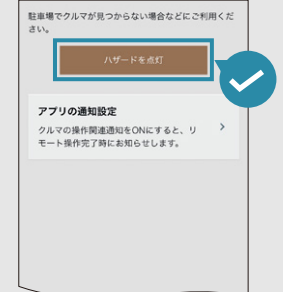 駐車場でクルマが見つからない場合などにご利用くだ
さい。
ハザードを点灯
アプリの通知設定
クルマの操作関連通知をONにすると、リ
モート操作完了時にお知らせします。